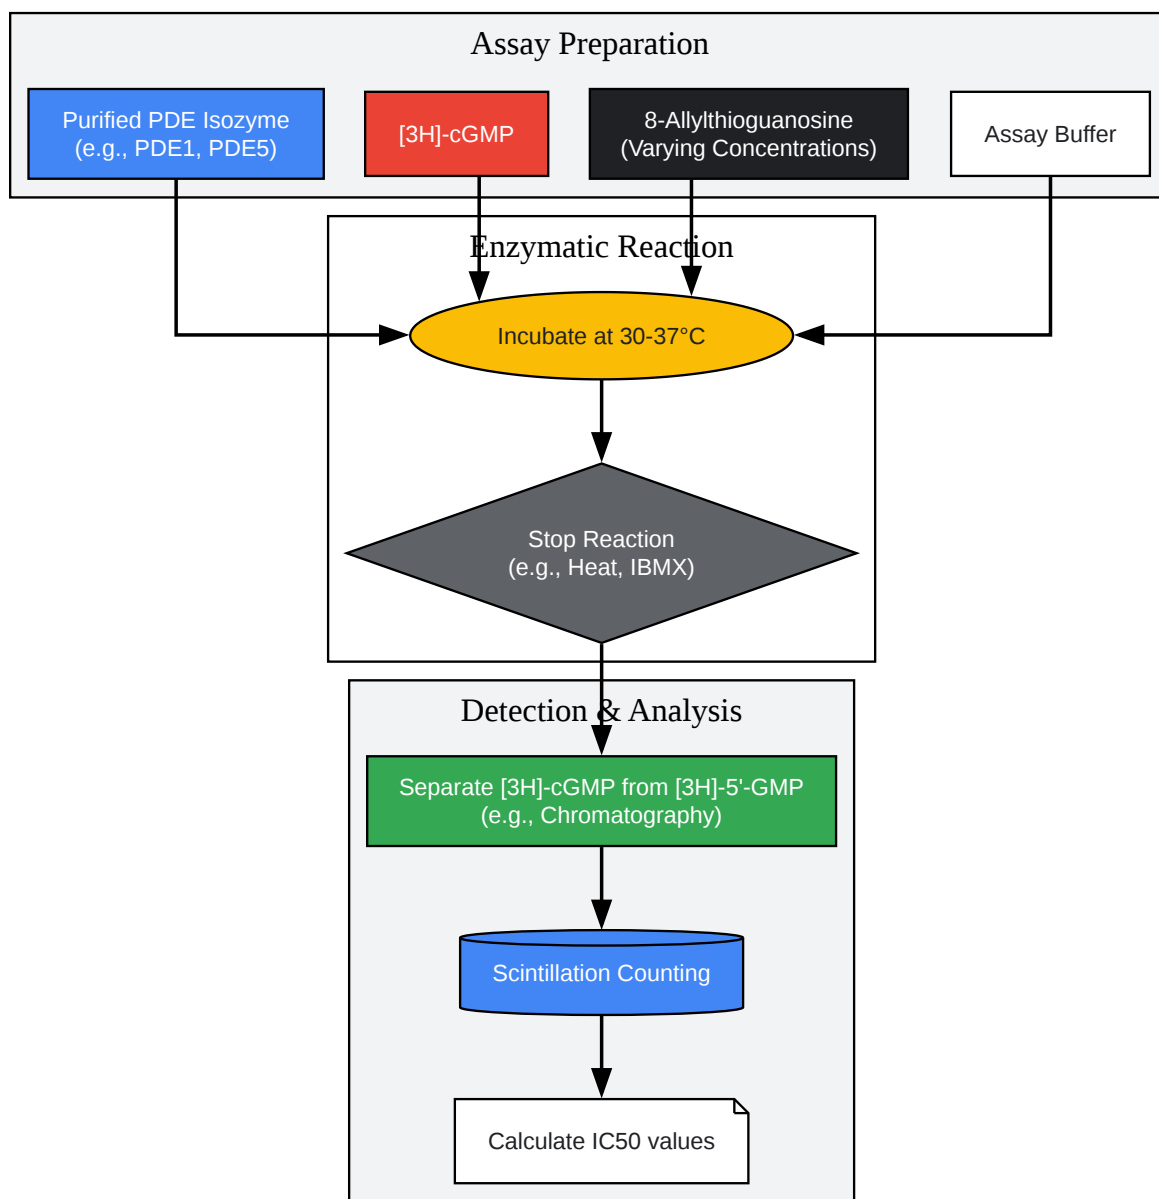 Assay Preparation
Purified PDE Isozyme
(e.g., PDE1, PDE5)
[3H]-cGMP
8-Allylthioguanosine
(Varying Concentrations)
Assay Buffer
Enzymatic Reaction
Incubate at 30-37°C
Stop Reaction
(e.g., Heat, IBMX)
Detection & Analysis
Separate [3H]-cGMP from [3H]-5'-GMP
(e.g., Chromatography)
Scintillation Counting
Calculate IC50 values